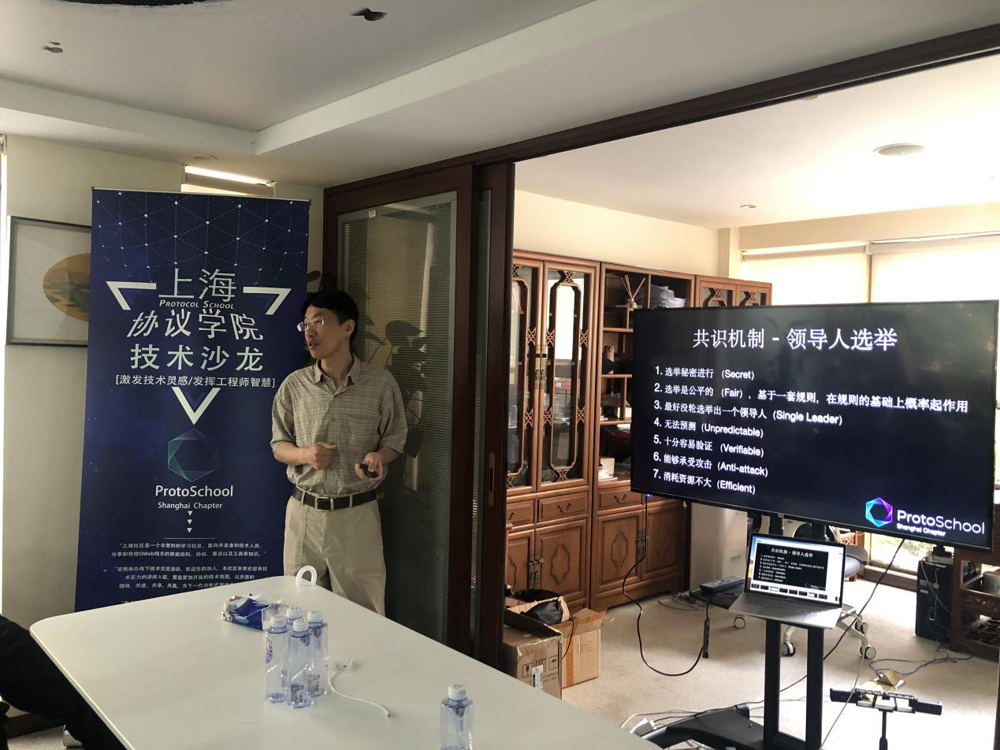 上海
PROTOCOL SCHOOL
协议学院
技术沙龙
[激发技术灵感/发挥工程师智慧]
ProtoSchool
Shanghai Chapter
"上海社区是一个非营利的学习社区，面向开发者和技术人员，
分享和传授DWeb相关的数据结构、协议、算法以及工具等知识。"
"定期举办线下技术交流活动，欢迎您的加入。本社区非常欢迎有技
术实力的讲师入驻，营造更加开放的技术氛围，以开源的
精神，共建，共享，共赢，为下一代分布式
共识机制 - 领导人选举
1. 选举秘密进行 （Secret）
2. 选举是公平的 （Fair），基于一套规则，在规则的基础上概率起作用
3. 最好没轮选举出一个领导人（Single Leader）
4. 无法预测（Unpredictable）
5. 十分容易验证 （Verifiable）
6. 能够承受攻击（Anti-attack）
7. 消耗资源不大（Efficient）
ProtoSchool
Shanghai Chapter
共识机制 - 领导人选举